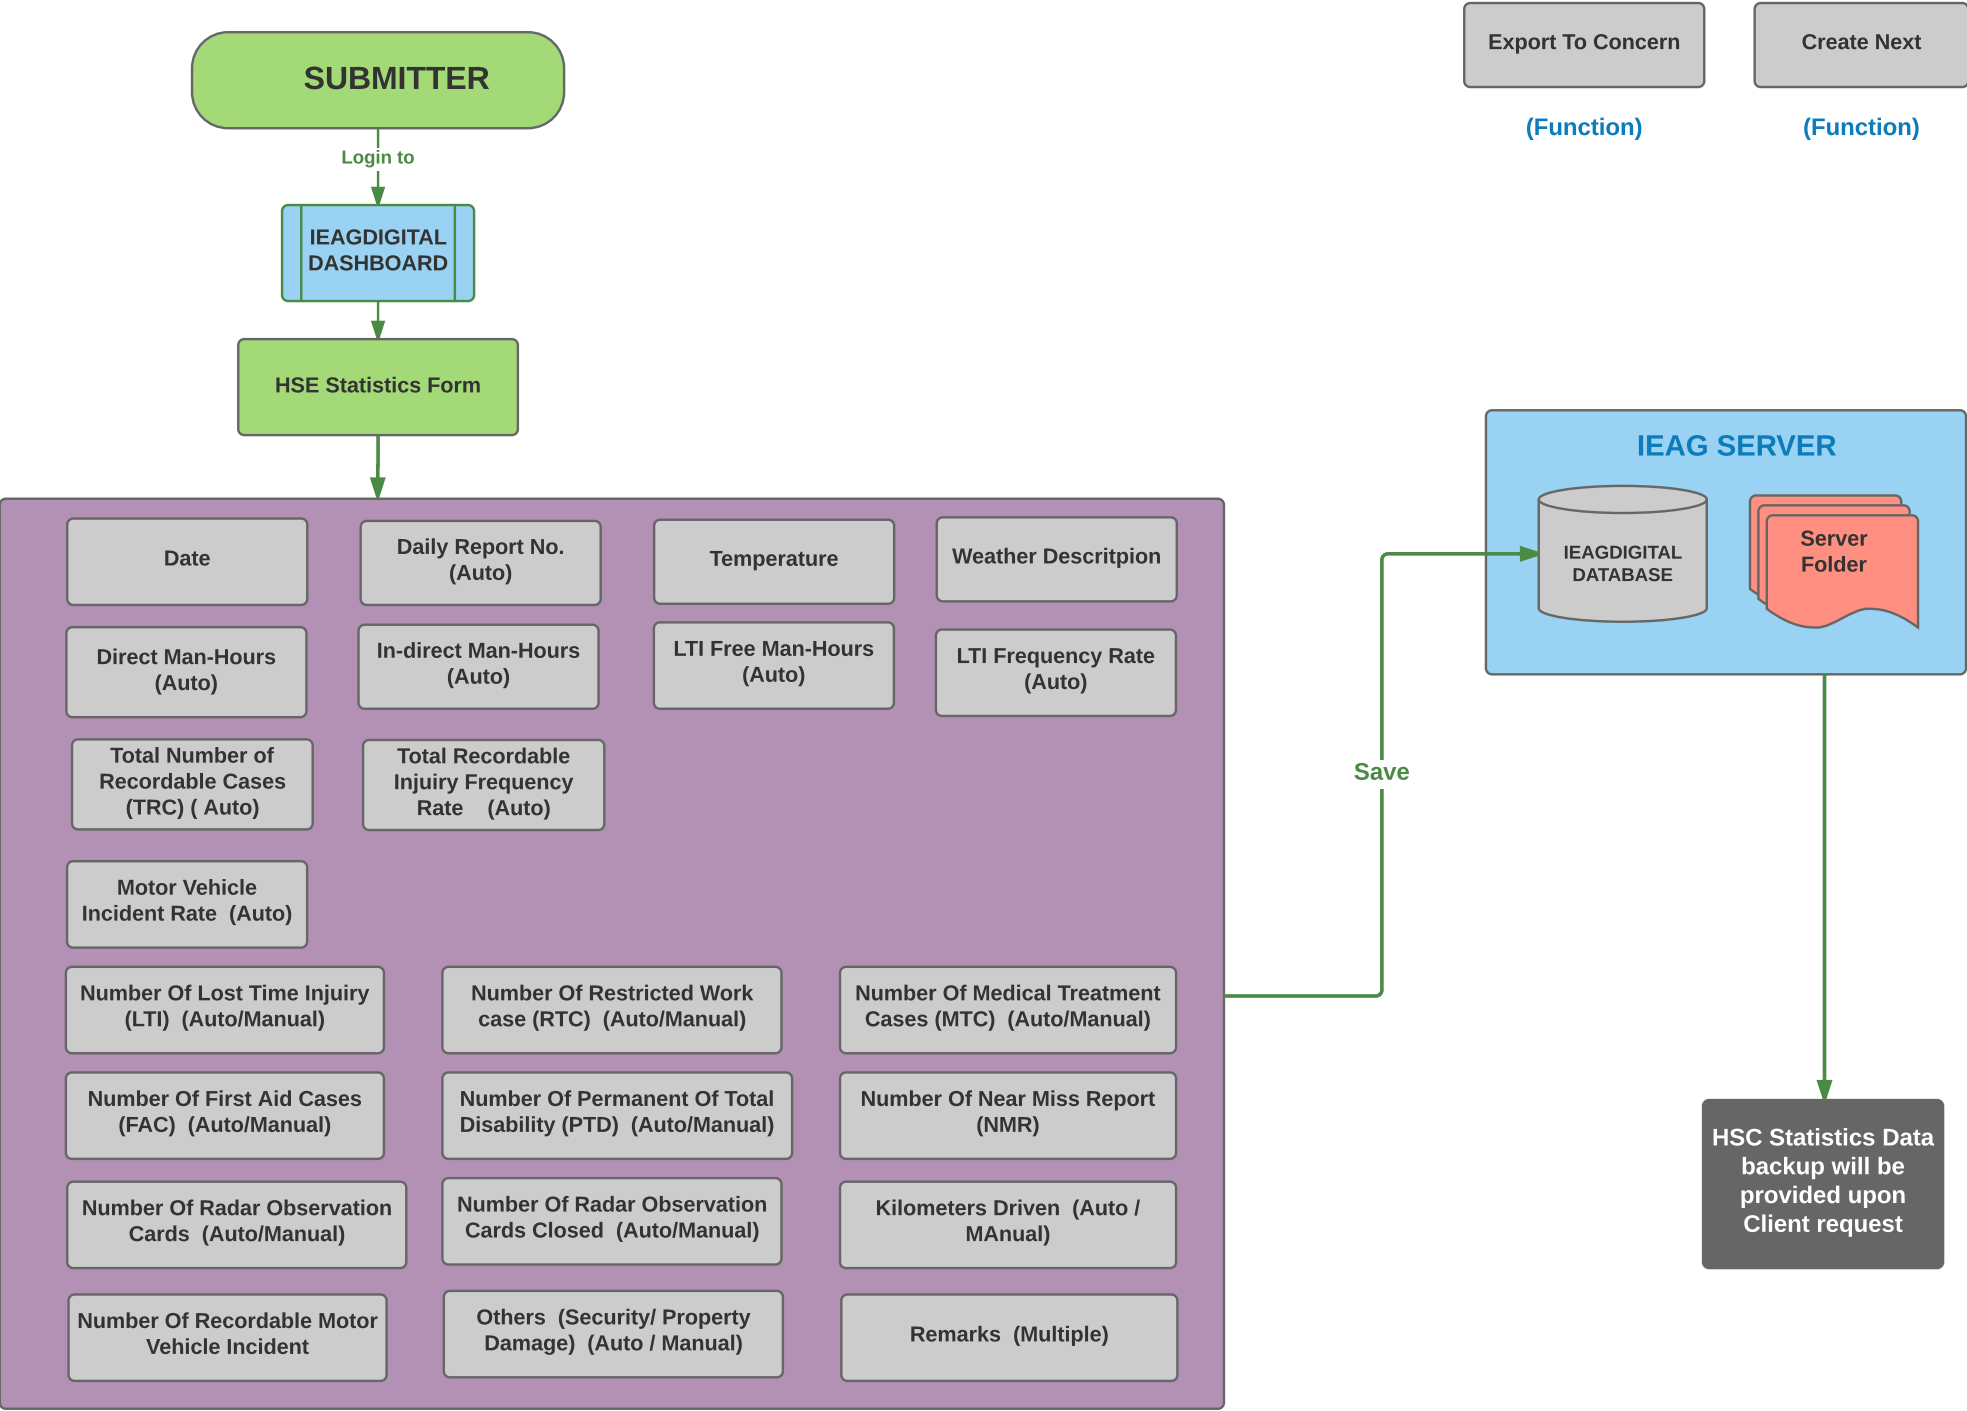 SUBMITTER
Login to
IEAGDIGITAL
DASHBOARD
HSE Statistics Form
Export To Concern
(Function)
Create Next
(Function)
Date
Daily Report No.
(Auto)
Temperature
Weather Descritpion
Direct Man-Hours
(Auto)
In-direct Man-Hours
(Auto)
LTI Free Man-Hours
(Auto)
LTI Frequency Rate
(Auto)
Total Number of
Recordable Cases
(TRC) ( Auto)
Total Recordable
Injuiry Frequency
Rate    (Auto)
Motor Vehicle
Incident Rate  (Auto)
Number Of Lost Time Injuiry
(LTI)  (Auto/Manual)
Number Of Restricted Work
case (RTC)  (Auto/Manual)
Number Of Medical Treatment
Cases (MTC)  (Auto/Manual)
Number Of First Aid Cases
(FAC)  (Auto/Manual)
Number Of Permanent Of Total
Disability (PTD)  (Auto/Manual)
Number Of Near Miss Report
(NMR)
Number Of Radar Observation
Cards  (Auto/Manual)
Number Of Radar Observation
Cards Closed  (Auto/Manual)
Kilometers Driven  (Auto /
MAnual)
Number Of Recordable Motor
Vehicle Incident
Others  (Security/ Property
Damage)  (Auto / Manual)
Remarks  (Multiple)
Save
IEAG SERVER
IEAGDIGITAL
DATABASE
Server
Folder
HSC Statistics Data
backup will be
provided upon
Client request